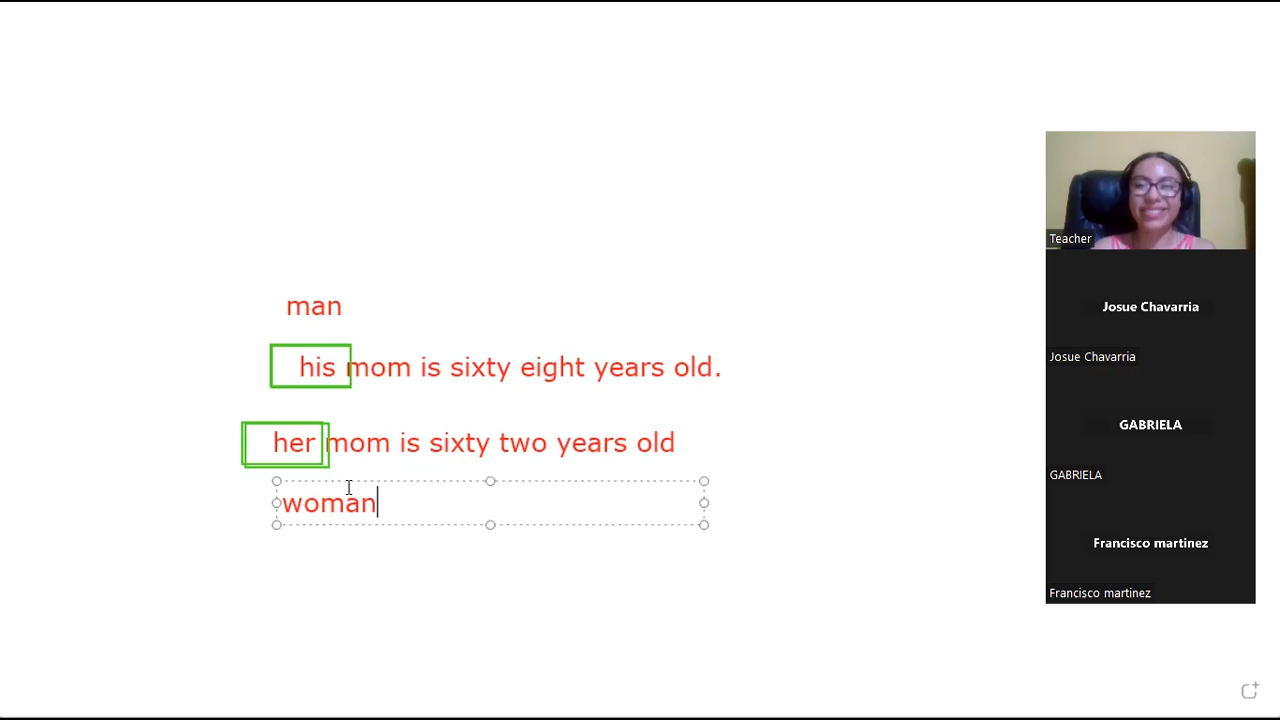 man
his mom is sixty eight years old.
her mom is sixty two years old
woman
Teacher
Josue Chavarria
Josue Chavarria
GABRIELA
GABRIELA
Francisco martinez
Francisco martinez